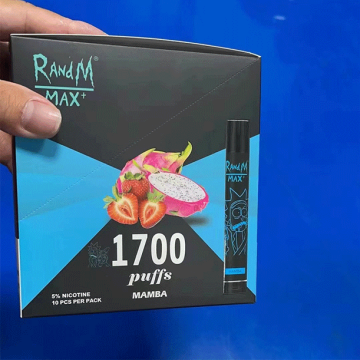 RANDM
MAX+
RANDM
MAX+
1700
puffs
5% NICOTINE
10 PCS PER PACK
MAMBA